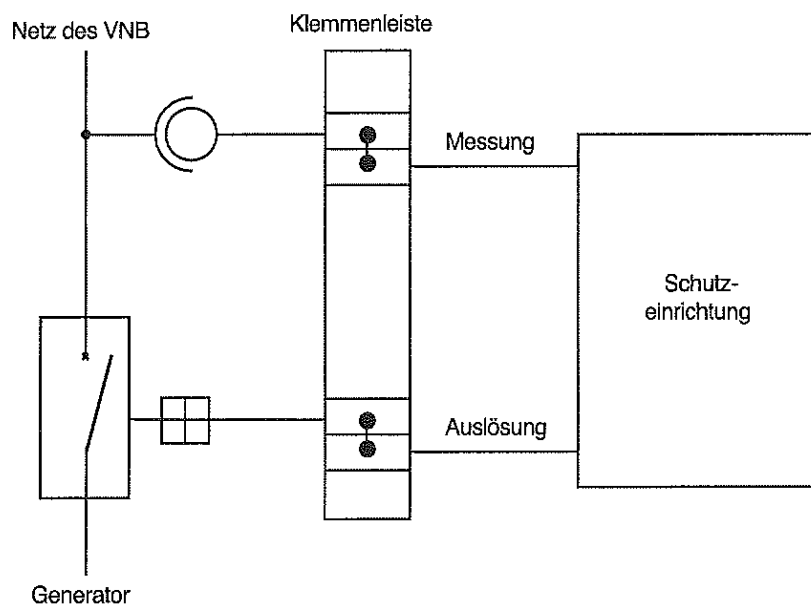 Netz des VNB
Klemmenleiste
Messung
Schutz-
einrichtung
Auslösung
Generator